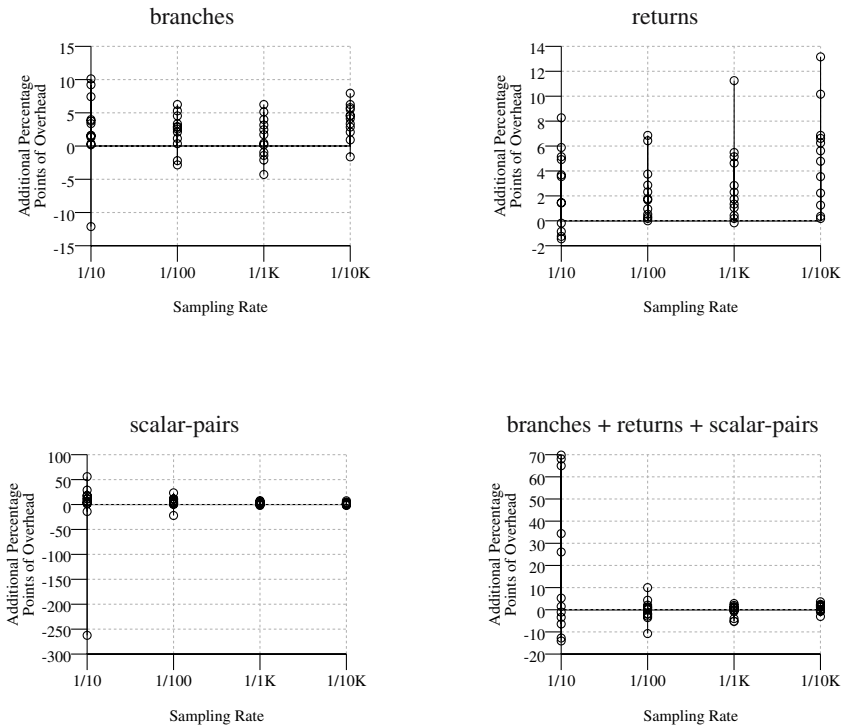 branches
Additional Percentage
Points of Overhead
15
10
5
0
-5
-10
-15
1/10 1/100 1/1K 1/10K
Sampling Rate
returns
Additional Percentage
Points of Overhead
14
12
10
8
6
4
2
0
-2
1/10 1/100 1/1K 1/10K
Sampling Rate
scalar-pairs
Additional Percentage
Points of Overhead
100
50
0
-50
-100
-150
-200
-250
-300
1/10 1/100 1/1K 1/10K
Sampling Rate
branches + returns + scalar-pairs
Additional Percentage
Points of Overhead
70
60
50
40
30
20
10
0
-10
-20
1/10 1/100 1/1K 1/10K
Sampling Rate